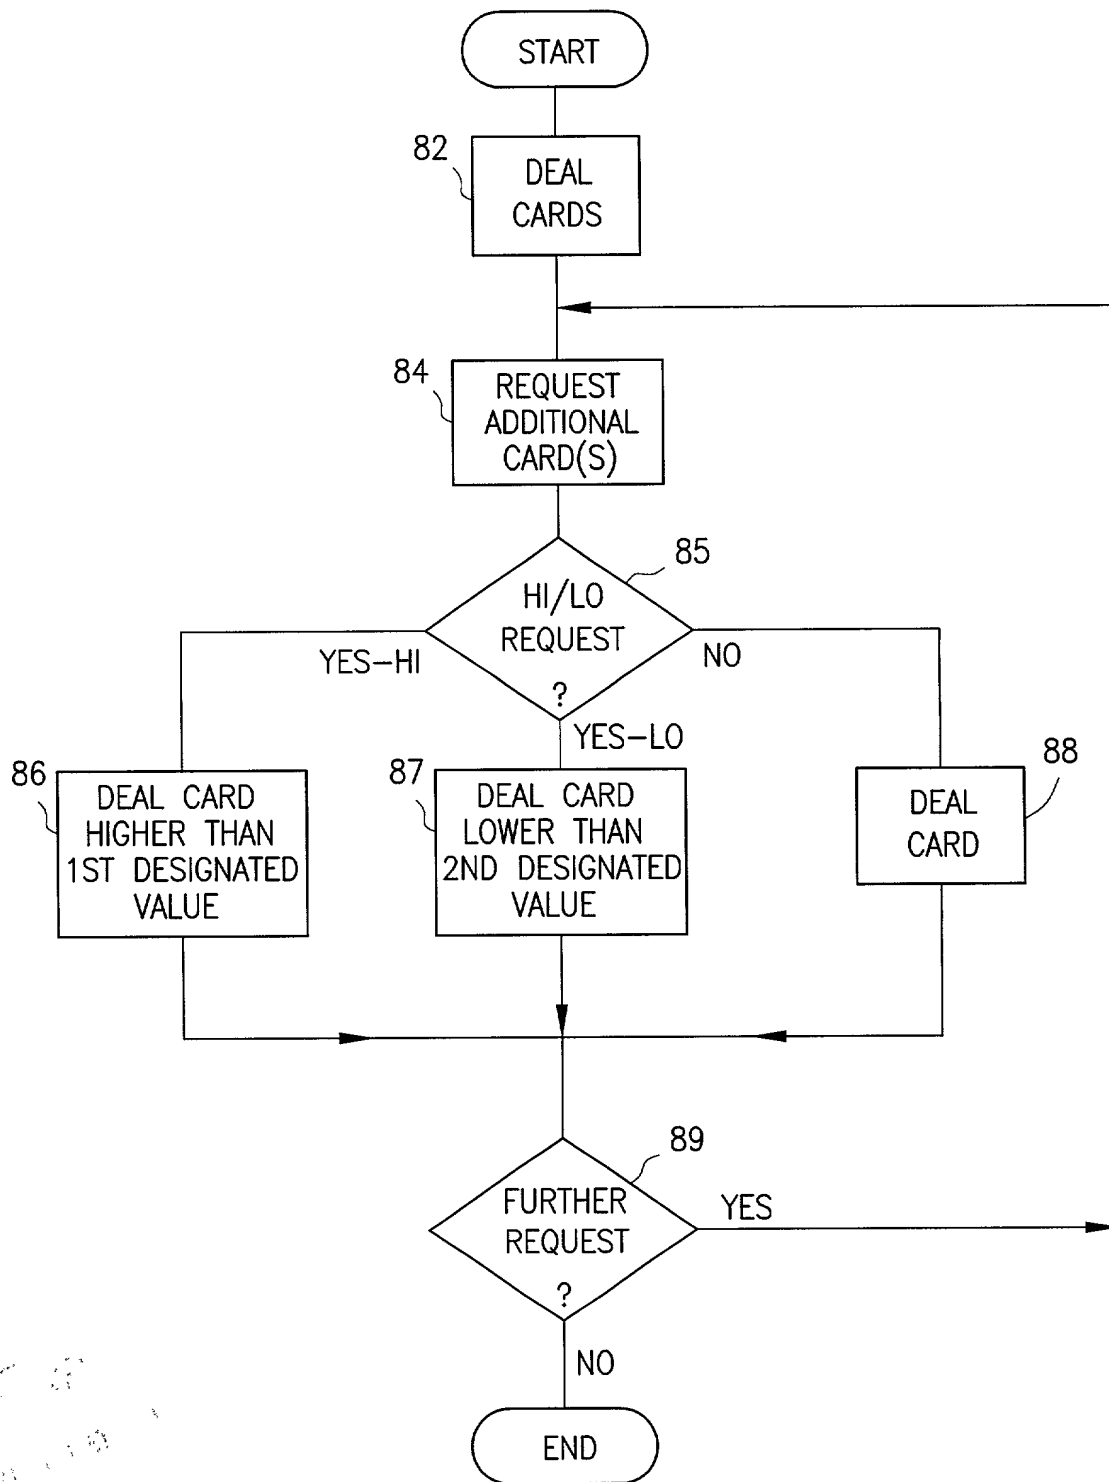 START
82
DEAL
CARDS
84
REQUEST
ADDITIONAL
CARD(S)
85
HI/LO
REQUEST
?
YES-HI
NO
YES-LO
86
DEAL CARD
HIGHER THAN
1ST DESIGNATED
VALUE
87
DEAL CARD
LOWER THAN
2ND DESIGNATED
VALUE
88
DEAL
CARD
89
FURTHER
REQUEST
?
YES
NO
END